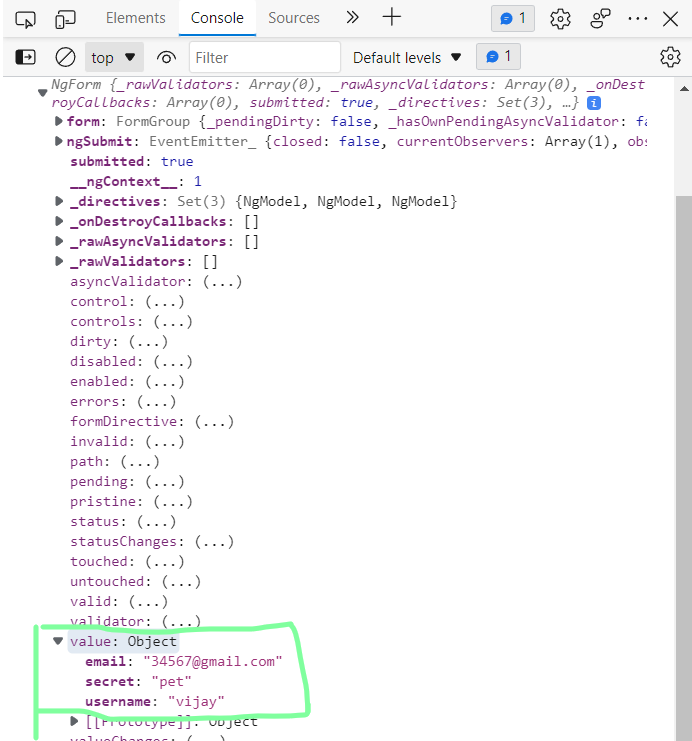 Elements Console Sources 1
top Filter Default levels 1
NgForm {_rawValidators: Array(0), _rawAsyncValidators: Array(0), _onDest
royCallbacks: Array(0), submitted: true, _directives: Set(3), …} i
form: FormGroup {_pendingDirty: false, _hasOwnPendingAsyncValidator: fa
ngSubmit: EventEmitter_ {closed: false, currentObservers: Array(1), obs
submitted: true
__ngContext__: 1
_directives: Set(3) {NgModel, NgModel, NgModel}
_onDestroyCallbacks: []
_rawAsyncValidators: []
_rawValidators: []
asyncValidator: (...)
control: (...)
controls: (...)
dirty: (...)
disabled: (...)
enabled: (...)
errors: (...)
formDirective: (...)
invalid: (...)
path: (...)
pending: (...)
pristine: (...)
status: (...)
statusChanges: (...)
touched: (...)
untouched: (...)
valid: (...)
validator: (...)
value: Object
email: "34567@gmail.com"
secret: "pet"
username: "vijay"
[[Prototype]]: Object
valueChanges: (...)